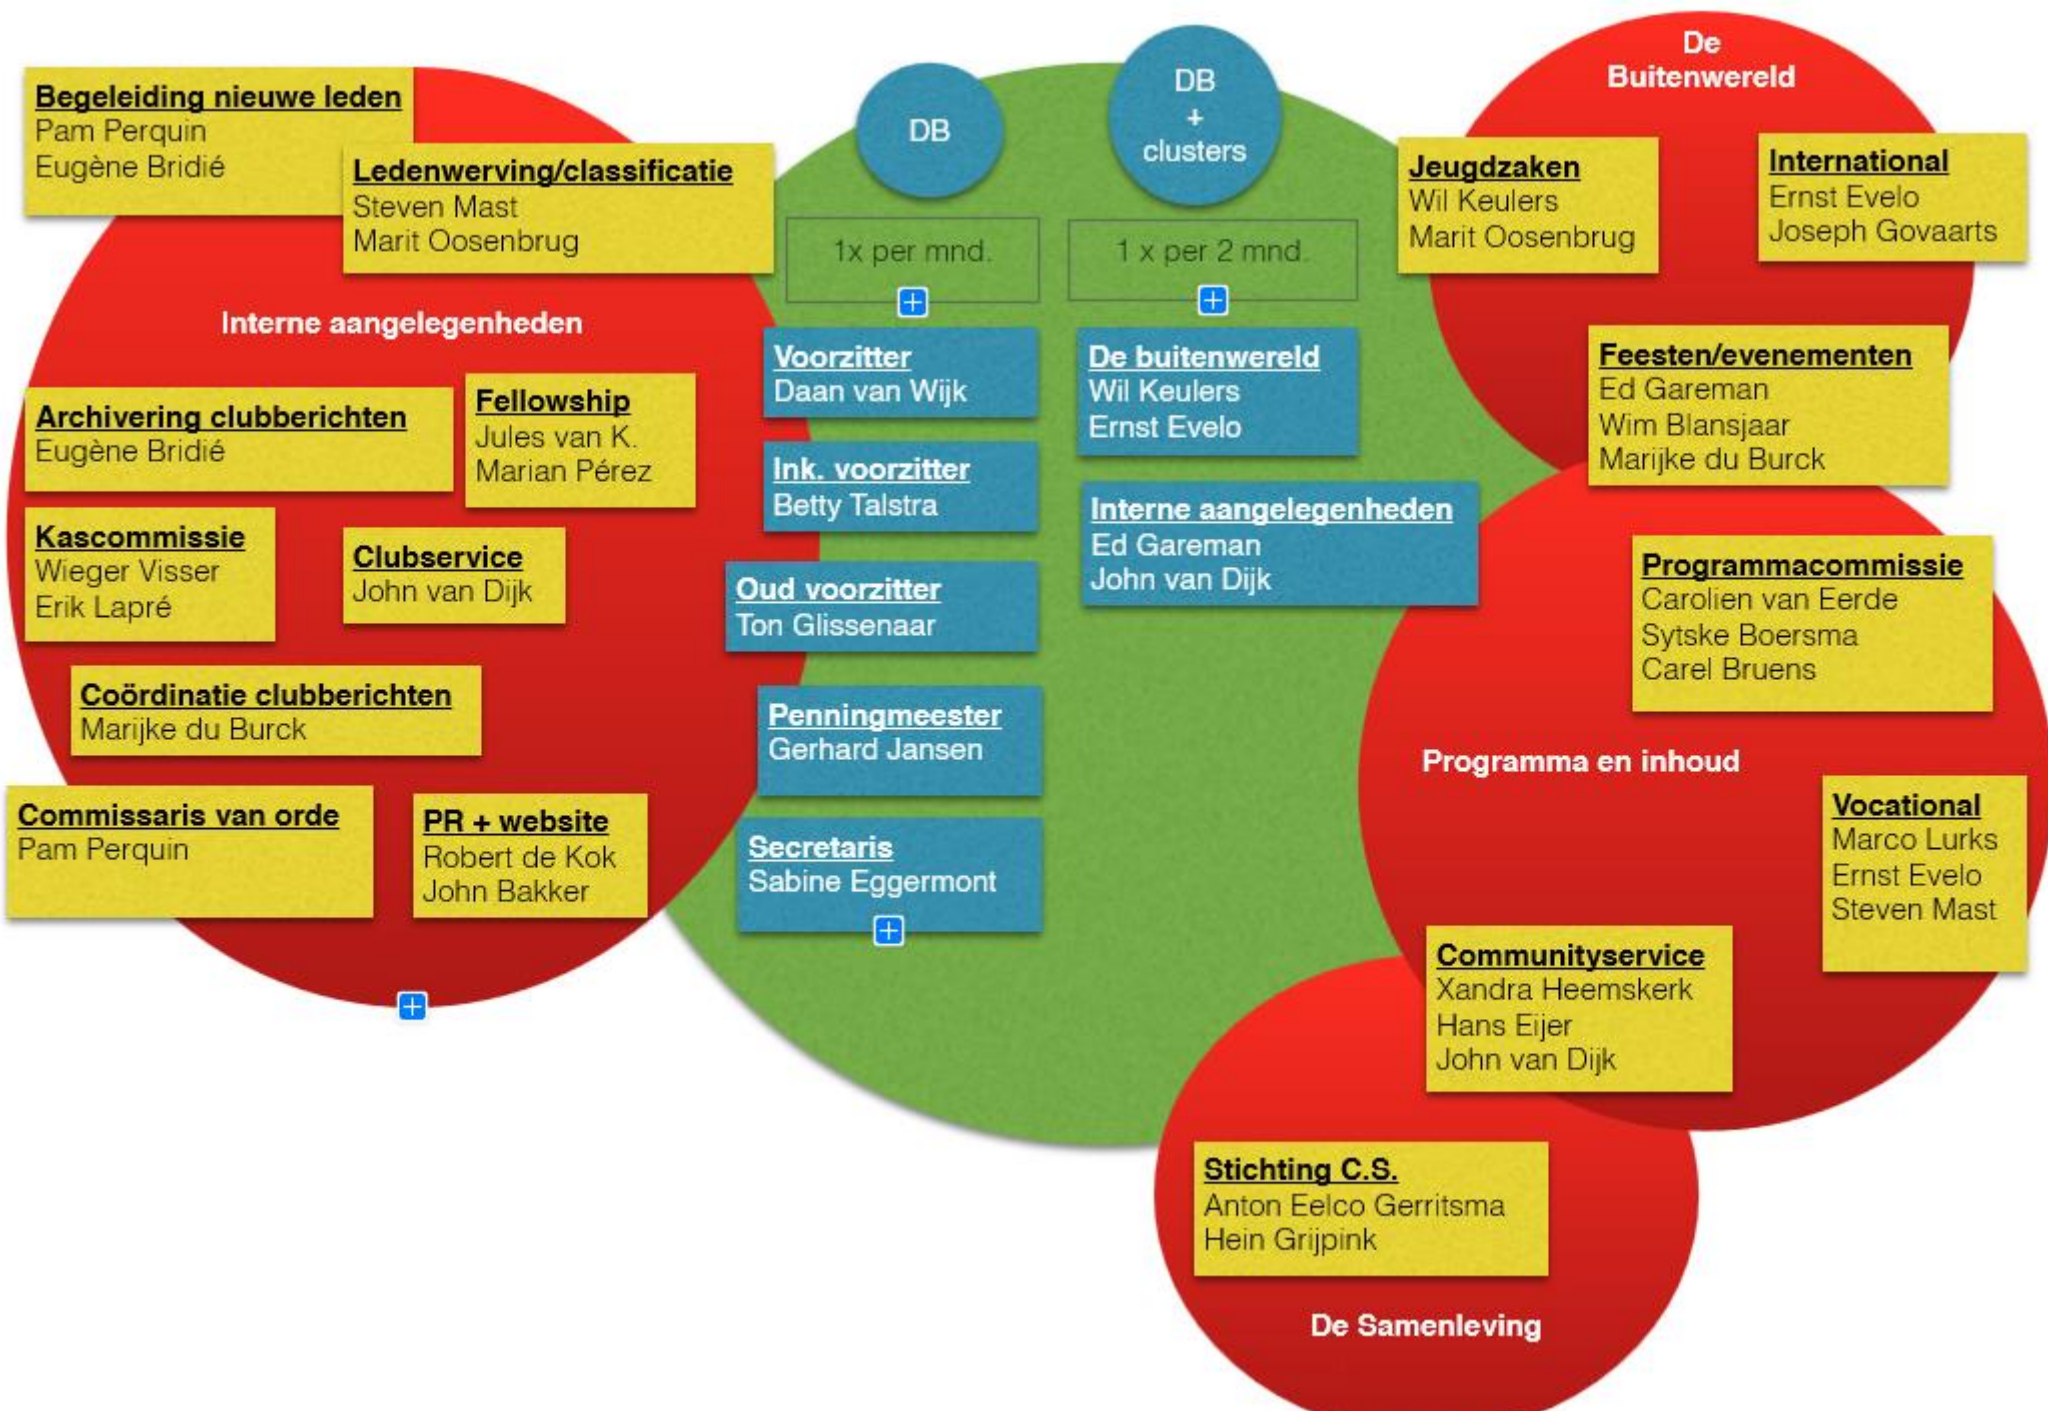 Begeleiding nieuwe leden
Pam Perquin
Eugène Bridié
Ledenwerving/classificatie
Steven Mast
Marit Oosenbrug
Interne aangelegenheden
Archivering clubberichten
Eugène Bridié
Fellowship
Jules van K.
Marian Pérez
Kascommissie
Wieger Visser
Erik Lapré
Clubservice
John van Dijk
Coördinatie clubberichten
Marijke du Burck
Commissaris van orde
Pam Perquin
PR + website
Robert de Kok
John Bakker
DB
1x per mnd.
Voorzitter
Daan van Wijk
Ink. voorzitter
Betty Talstra
Oud voorzitter
Ton Glissenaar
Penningmeester
Gerhard Jansen
Secretaris
Sabine Eggermont
DB
+
clusters
1 x per 2 mnd.
De buitenwereld
Wil Keulers
Ernst Evelo
Interne aangelegenheden
Ed Gareman
John van Dijk
De
Buitenwereld
Jeugdzaken
Wil Keulers
Marit Oosenbrug
International
Ernst Evelo
Joseph Govaarts
Feesten/evenementen
Ed Gareman
Wim Blansjaar
Marijke du Burck
Programmacommissie
Carolien van Eerde
Sytske Boersma
Carel Bruens
Programma en inhoud
Vocational
Marco Lurks
Ernst Evelo
Steven Mast
Communityservice
Xandra Heemskerk
Hans Eijer
John van Dijk
Stichting C.S.
Anton Eelco Gerritsma
Hein Grijpink
De Samenleving